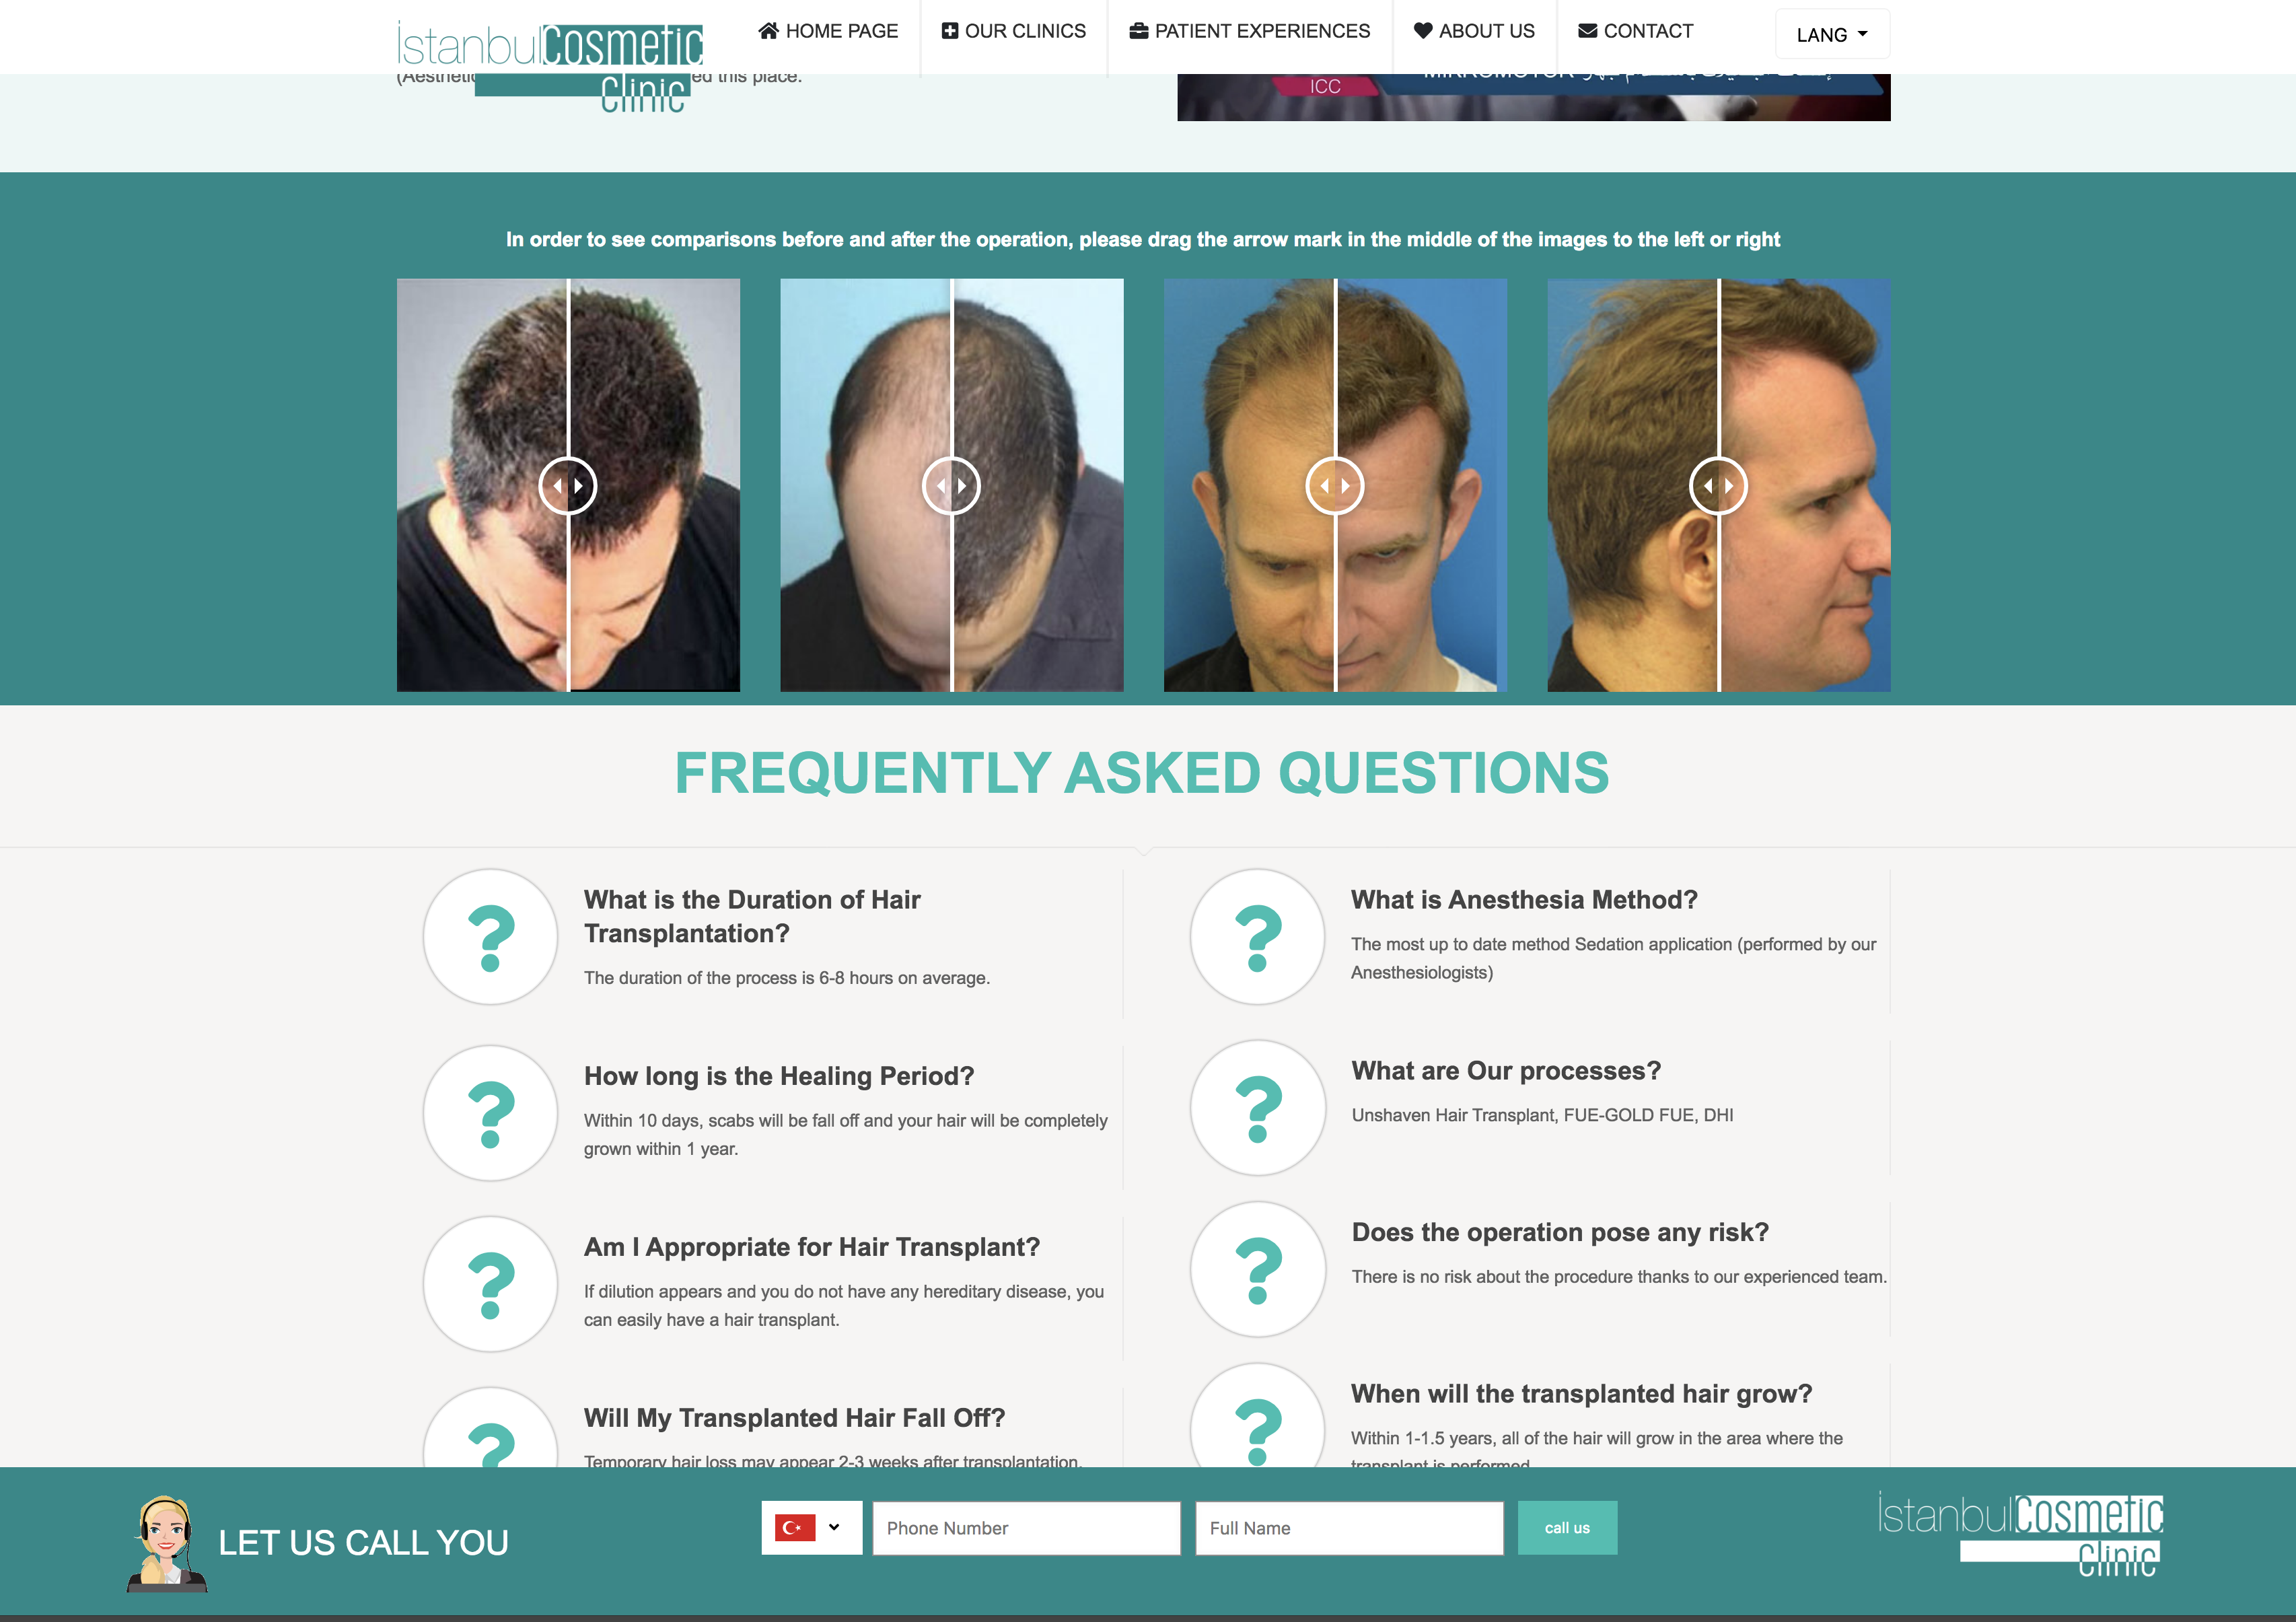 İstanbulCosmetic
Clinic
HOME PAGE
OUR CLINICS
PATIENT EXPERIENCES
ABOUT US
CONTACT
LANG
ed this place.
ICC
In order to see comparisons before and after the operation, please drag the arrow mark in the middle of the images to the left or right
FREQUENTLY ASKED QUESTIONS
What is the Duration of Hair
Transplantation?
The duration of the process is 6-8 hours on average.
How long is the Healing Period?
Within 10 days, scabs will be fall off and your hair will be completely
grown within 1 year.
Am I Appropriate for Hair Transplant?
If dilution appears and you do not have any hereditary disease, you
can easily have a hair transplant.
Will My Transplanted Hair Fall Off?
Temporary hair loss may appear 2-3 weeks after transplantation.
What is Anesthesia Method?
The most up to date method Sedation application (performed by our
Anesthesiologists)
What are Our processes?
Unshaven Hair Transplant, FUE-GOLD FUE, DHI
Does the operation pose any risk?
There is no risk about the procedure thanks to our experienced team.
When will the transplanted hair grow?
Within 1-1.5 years, all of the hair will grow in the area where the
transplant is performed
LET US CALL YOU
Phone Number
Full Name
call us
İstanbulCosmetic
Clinic